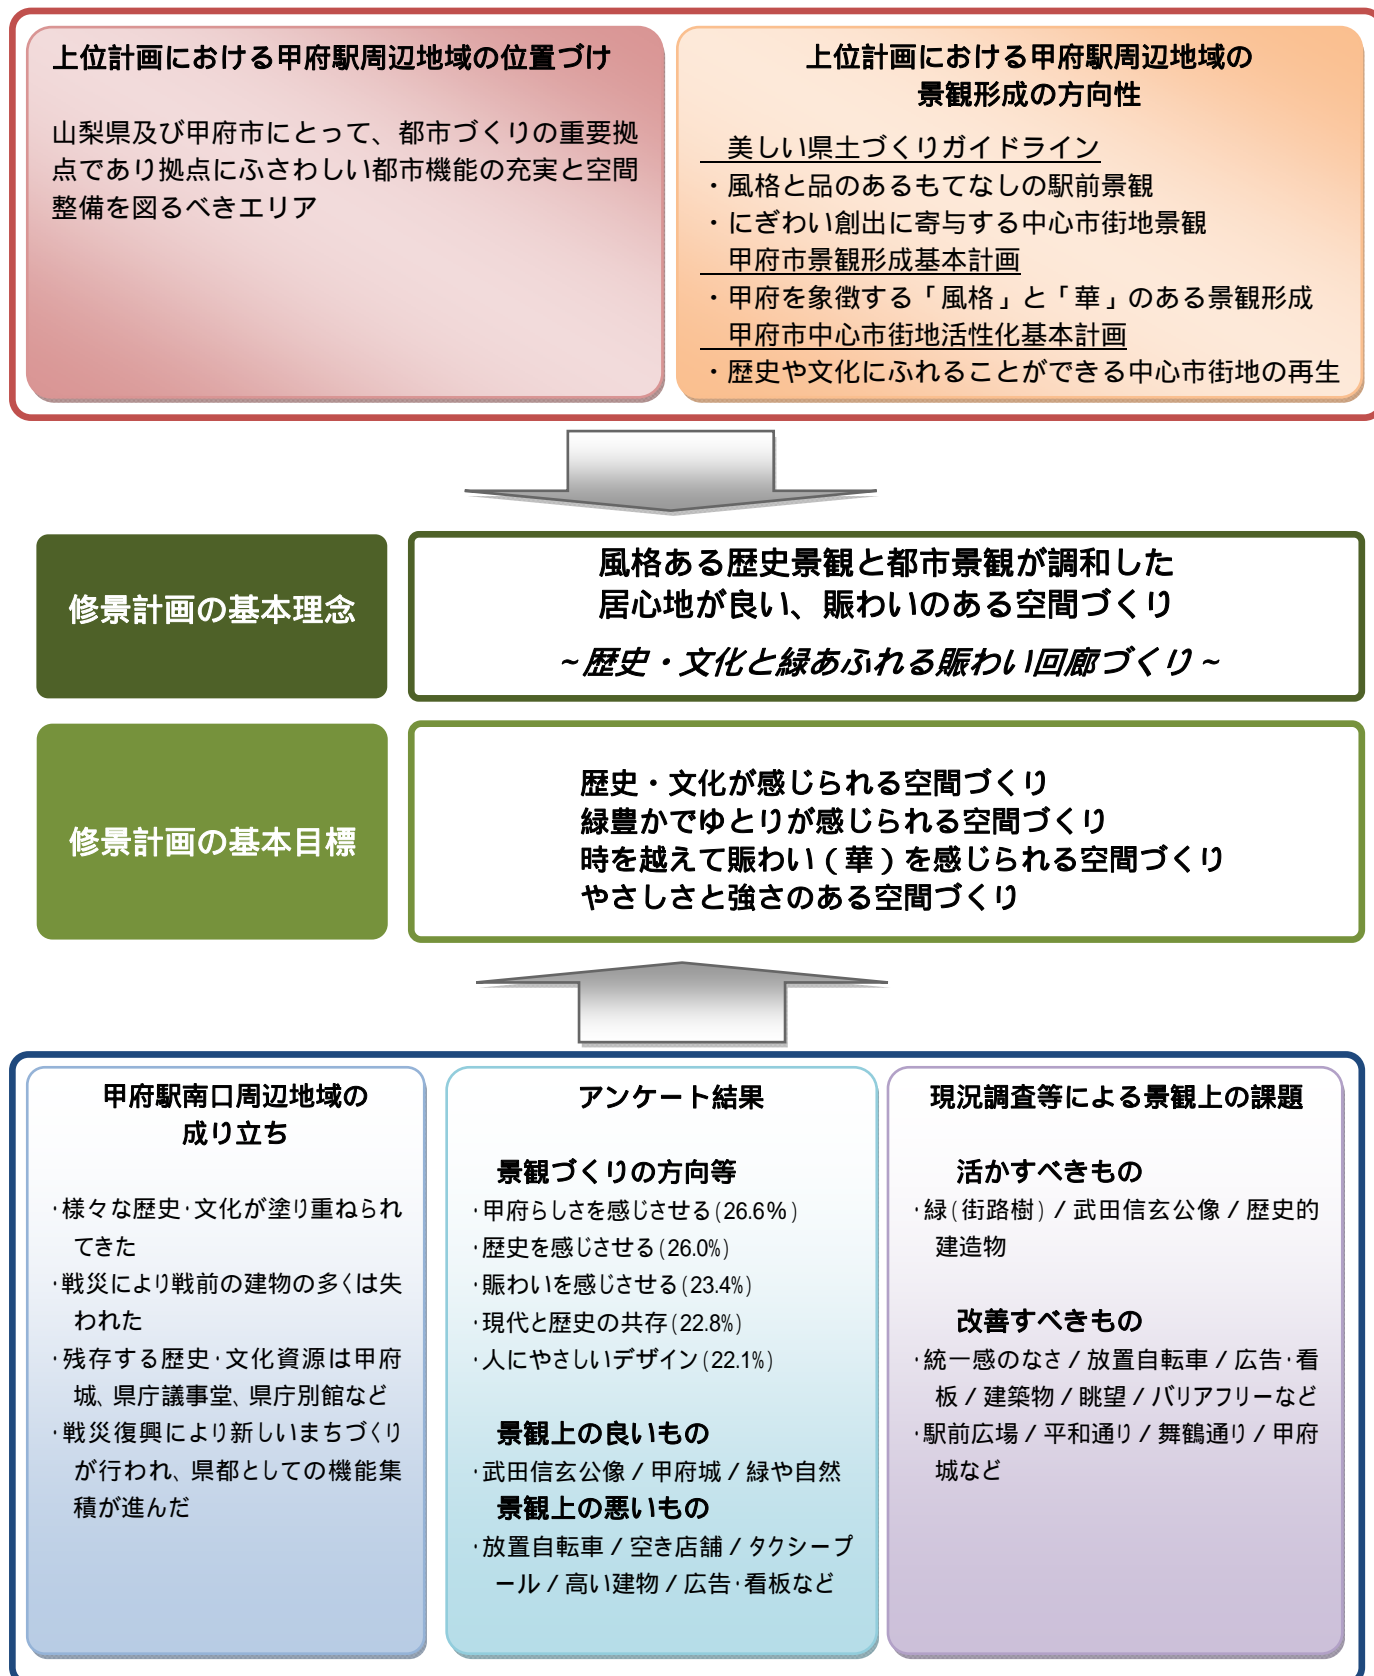 上位計画における甲府駅周辺地域の位置づけ
山梨県及び甲府市にとって、都市づくりの重要拠
点であり拠点にふさわしい都市機能の充実と空間
整備を図るべきエリア
上位計画における甲府駅周辺地域の
景観形成の方向性
美しい県土づくりガイドライン
・風格と品のあるもてなしの駅前景観
・にぎわい創出に寄与する中心市街地景観
甲府市景観形成基本計画
・甲府を象徴する「風格」と「華」のある景観形成
甲府市中心市街地活性化基本計画
・歴史や文化にふれることができる中心市街地の再生
修景計画の基本理念
風格ある歴史景観と都市景観が調和した
居心地が良い、賑わいのある空間づくり
~歴史・文化と緑あふれる賑わい回廊づくり~
修景計画の基本目標
歴史・文化が感じられる空間づくり
緑豊かでゆとりが感じられる空間づくり
時を越えて賑わい(華)を感じられる空間づくり
やさしさと強さのある空間づくり
甲府駅南口周辺地域の
成り立ち
・様々な歴史・文化が塗り重ねられ
てきた
・戦災により戦前の建物の多くは失
われた
・残存する歴史・文化資源は甲府
城、県庁議事堂、県庁別館など
・戦災復興により新しいまちづくり
が行われ、県都としての機能集
積が進んだ
アンケート結果
景観づくりの方向等
・甲府らしさを感じさせる(26.6%)
・歴史を感じさせる(26.0%)
・賑わいを感じさせる(23.4%)
・現代と歴史の共存(22.8%)
・人にやさしいデザイン(22.1%)
景観上の良いもの
・武田信玄公像/甲府城/緑や自然
景観上の悪いもの
・放置自転車/空き店舗/タクシープ
ール/高い建物/広告・看板など
現況調査等による景観上の課題
活かすべきもの
・緑(街路樹)/武田信玄公像/歴史的
建造物
改善すべきもの
・統一感のなさ/放置自転車/広告・看
板/建築物/眺望/バリアフリーなど
・駅前広場/平和通り/舞鶴通り/甲府
城など